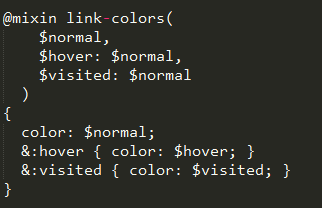 @mixin link-colors(
    $normal,
    $hover: $normal,
    $visited: $normal
  )
{
  color: $normal;
  &:hover { color: $hover; }
  &:visited { color: $visited; }
}